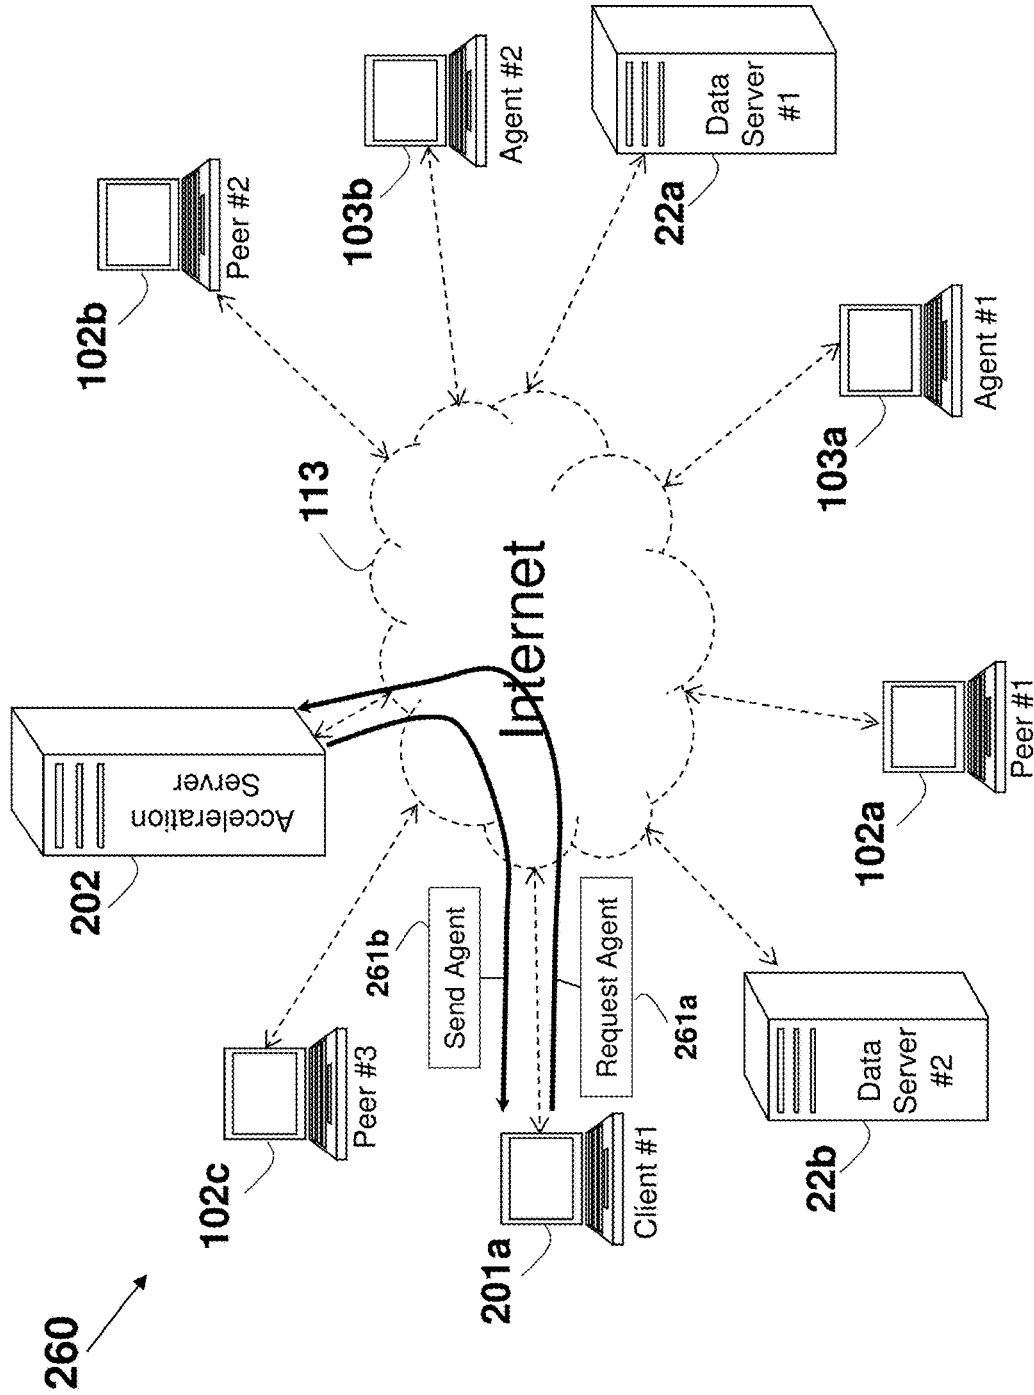 260
102c
Peer #3
202
Acceleration
Server
102b
Peer #2
113
103b
Agent #2
261b
Send Agent
201a
Client #1
Internet
22a
Data
Server
#1
Request Agent
261a
22b
Data
Server
#2
102a
Peer #1
103a
Agent #1